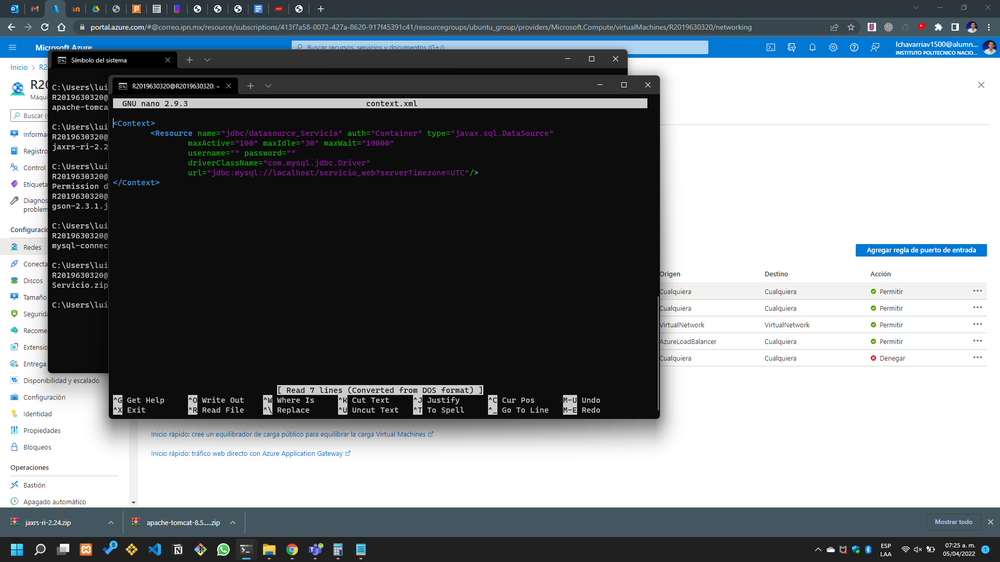 portal.azure.com/#@correo.ipn.mx/resource/subscriptions/413f7a58-0072-427a-8620-917f45391c41/resourcegroups/ubuntu_group/providers/Microsoft.Compute/virtualMachines/R2019630320/networking
Microsoft Azure
Buscar recursos, servicios y documentos (G+/)
lchavarriav1500@alumn...
INSTITUTO POLITECNICO NACIO...
Inicio > R2
R20
Máqui
Buscar (
Informa
Registro
Control
Etiqueta
Diagnos
problem
Configuració
Redes
Conecta
Discos
Tamaño
Segurida
Recome
Extensio
Entrega
Disponibilidad y escalado
Configuración
Identidad
Propiedades
Bloqueos
Operaciones
Bastión
Apagado automático
Símbolo del sistema
C:\Users\lui
R2019630320@
apache-tomca
C:\Users\lui
R2019630320@
jaxrs-ri-2.2
C:\Users\lui
R2019630320@
Permission d
R2019630320@
gson-2.3.1.j
C:\Users\lui
R2019630320@
mysql-connec
C:\Users\lui
R2019630320@
Servicio.zip
C:\Users\lui
R2019630320@R2019630320: ~
GNU nano 2.9.3 context.xml
<Context>
<Resource name="jdbc/datasource_Servicio" auth="Container" type="javax.sql.DataSource"
maxActive="100" maxIdle="30" maxWait="10000"
username="" password=""
driverClassName="com.mysql.jdbc.Driver"
url="jdbc:mysql://localhost/servicio_web?serverTimezone=UTC"/>
</Context>
[ Read 7 lines (Converted from DOS format) ]
^G Get Help ^O Write Out ^W Where Is ^K Cut Text ^J Justify ^C Cur Pos M-U Undo
^X Exit ^R Read File ^\ Replace ^U Uncut Text ^T To Spell ^_ Go To Line M-E Redo
Agregar regla de puerto de entrada
Origen Destino Acción
Cualquiera Cualquiera Permitir
Cualquiera Cualquiera Permitir
VirtualNetwork VirtualNetwork Permitir
AzureLoadBalancer Cualquiera Permitir
Cualquiera Cualquiera Denegar
Inicio rápido: cree un equilibrador de carga público para equilibrar la carga Virtual Machines
Inicio rápido: tráfico web directo con Azure Application Gateway
jaxrs-ri-2.24.zip
apache-tomcat-8.5.....zip
Mostrar todo
8
ESP
LAA
07:25 a. m.
05/04/2022
1